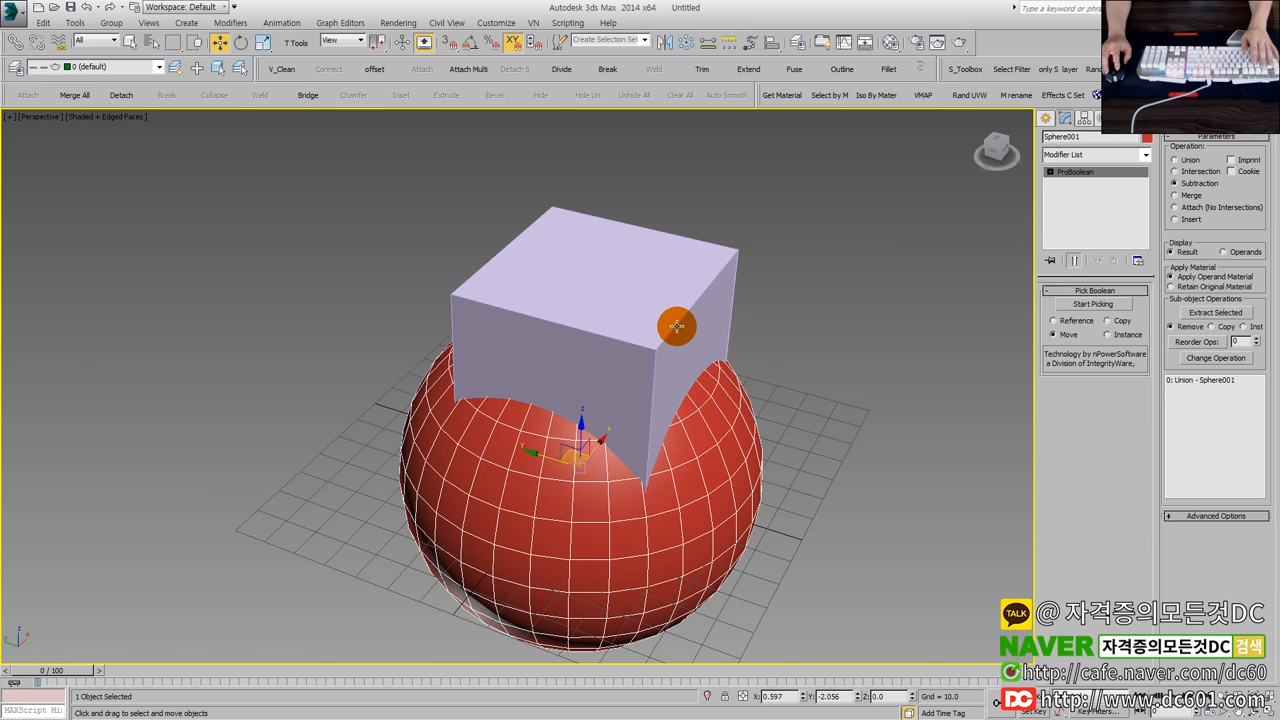 Autodesk 3ds Max 2014 x64 Untitled
Workspace: Default
Type a keyword or phrase
Edit Tools Group Views Create Modifiers Animation Graph Editors Rendering Civil View Customize VN Scripting Help
All T Tools View Create Selection Se
0 (default) V_Clean Connect offset Attach Attach Multi Detach S Divide Break Weld Trim Extend Fuse Outline Fillet S_Toolbox Select Filter only S_layer
Attach Merge All Detach Break Collapse Weld Bridge Chamfer Inset Extrude Detach Hide Hide Un Unhide All Clear All Auto Smooth Get Material Select by M Iso By Mater VMAP Rand UVW M rename Effects C Set
[+] [Perspective] [Shaded + Edged Faces]
Sphere001
Modifier List
ProBoolean
Pick Boolean
Start Picking
Reference Copy
Move Instance
Technology by nPowerSoftware
a Division of IntegrityWare,
Parameters
Operation:
Union Imprint
Intersection Cookie
Subtraction
Merge
Attach (No Intersections)
Insert
Display
Result Operands
Apply Material
Apply Operand Material
Retain Original Material
Sub-object Operations
Extract Selected
Remove Copy Inst
Reorder Ops: 0
Change Operation
0: Union - Sphere001
Advanced Options
z
x
y
TALK @ 자격증의모든것DC
NAVER 자격증의모든것DC 검색
http://cafe.naver.com/dc60
DC http://www.dc601.com/
0 / 100
1 Object Selected X: 0.597 Y: -2.056 Z: 0.0 Grid = 10.0
MAXScript Mi Click and drag to select and move objects Add Time Tag Set Key Key Filters...